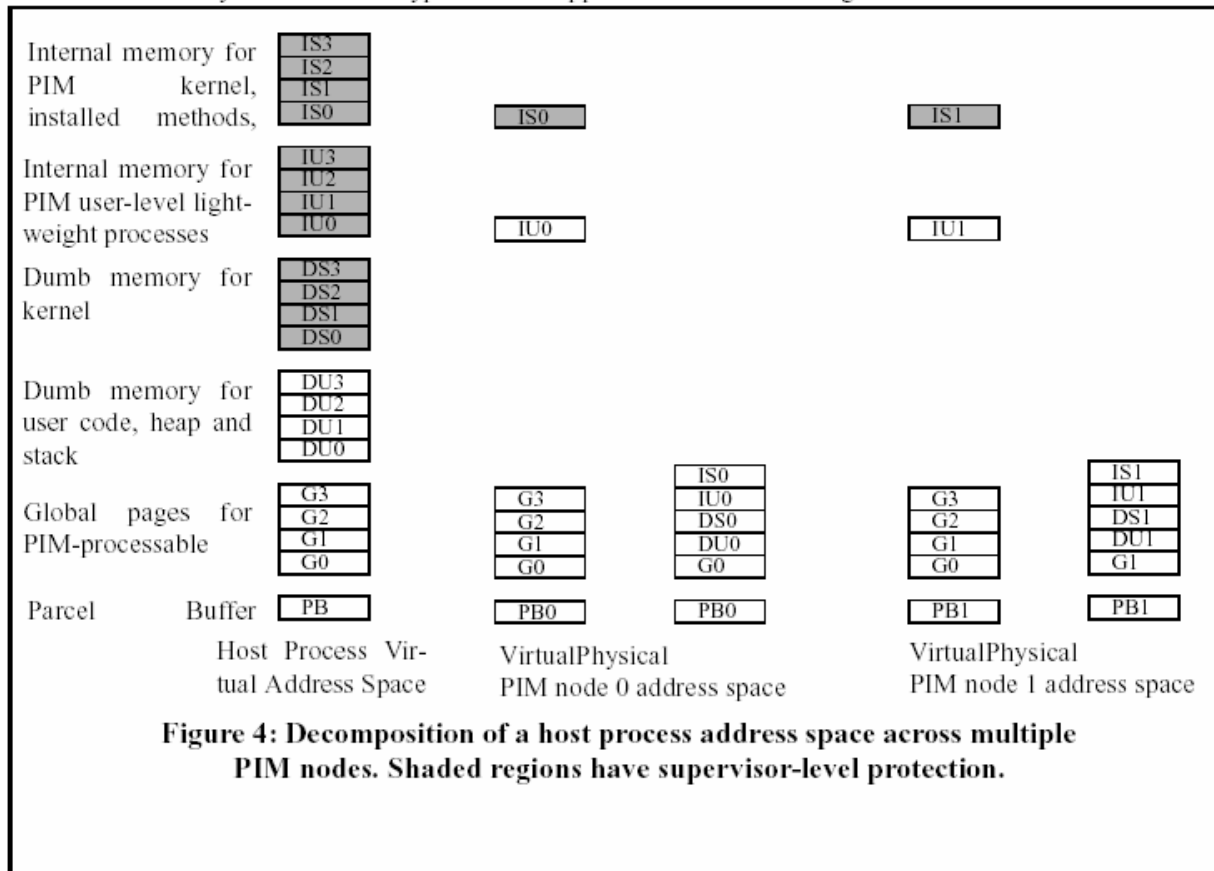 Internal memory for
PIM kernel,
installed methods,
IS3
IS2
IS1
IS0
IS0
IS1
Internal memory for
PIM user-level light-
weight processes
IU3
IU2
IU1
IU0
IU0
IU1
Dumb memory for
kernel
DS3
DS2
DS1
DS0
Dumb memory for
user code, heap and
stack
DU3
DU2
DU1
DU0
Global pages for
PIM-processable
G3
G2
G1
G0
G3
G2
G1
G0
IS0
IU0
DS0
DU0
G0
G3
G2
G1
G0
IS1
IU1
DS1
DU1
G1
Parcel Buffer
PB
PB0
PB0
PB1
PB1
Host Process Vir-
tual Address Space
VirtualPhysical
PIM node 0 address space
VirtualPhysical
PIM node 1 address space
Figure 4: Decomposition of a host process address space across multiple
PIM nodes. Shaded regions have supervisor-level protection.